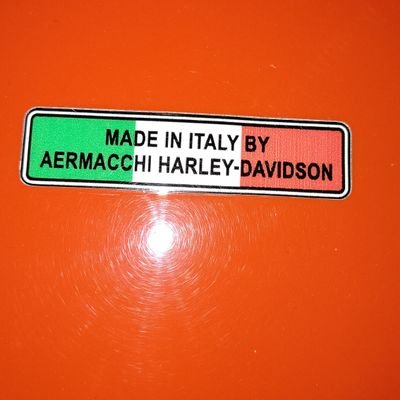 MADE IN ITALY BY
AERMACCHI HARLEY-DAVIDSON